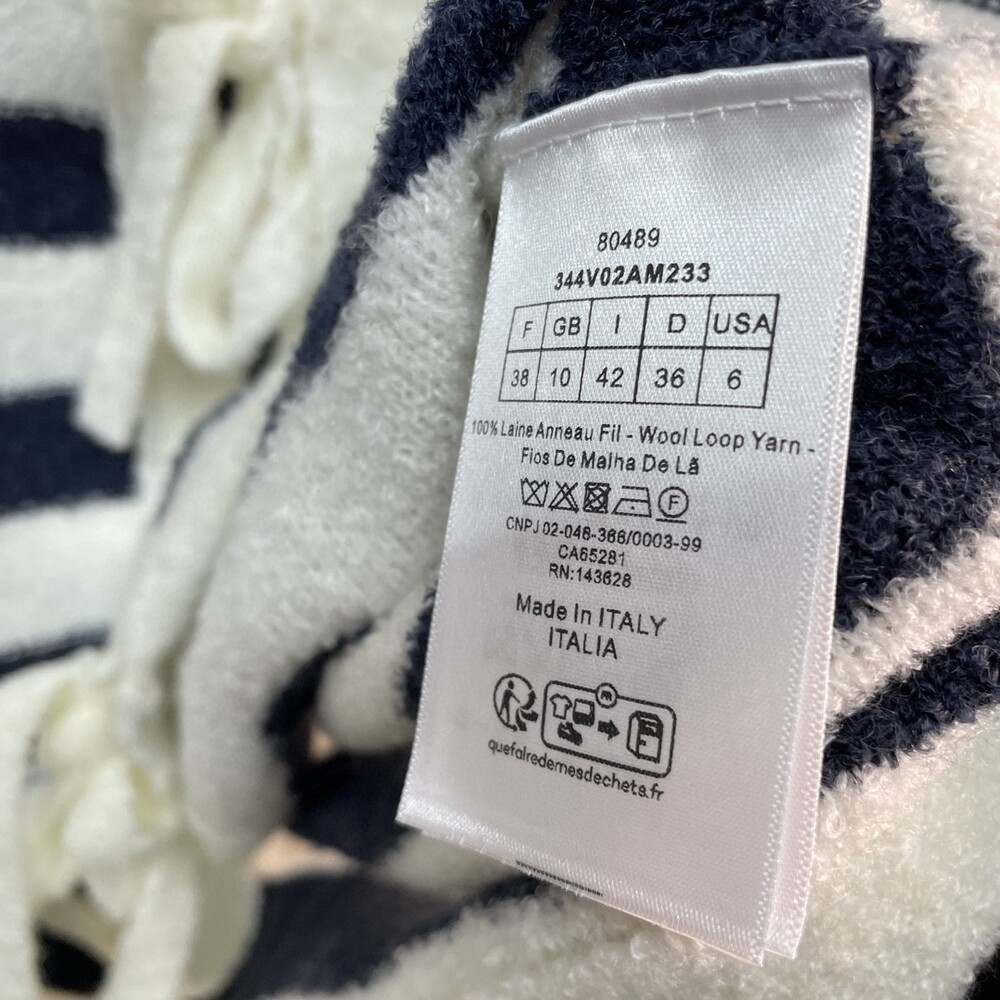 80489
344V02AM233
F GB I D USA
38 10 42 36 6
100% Laine Anneau Fil - Wool Loop Yarn -
Fios De Malha De Lã
F
CNPJ 02-046-366/0003-99
CA65281
RN:143628
Made In ITALY
ITALIA
quefairedemesdechets.fr